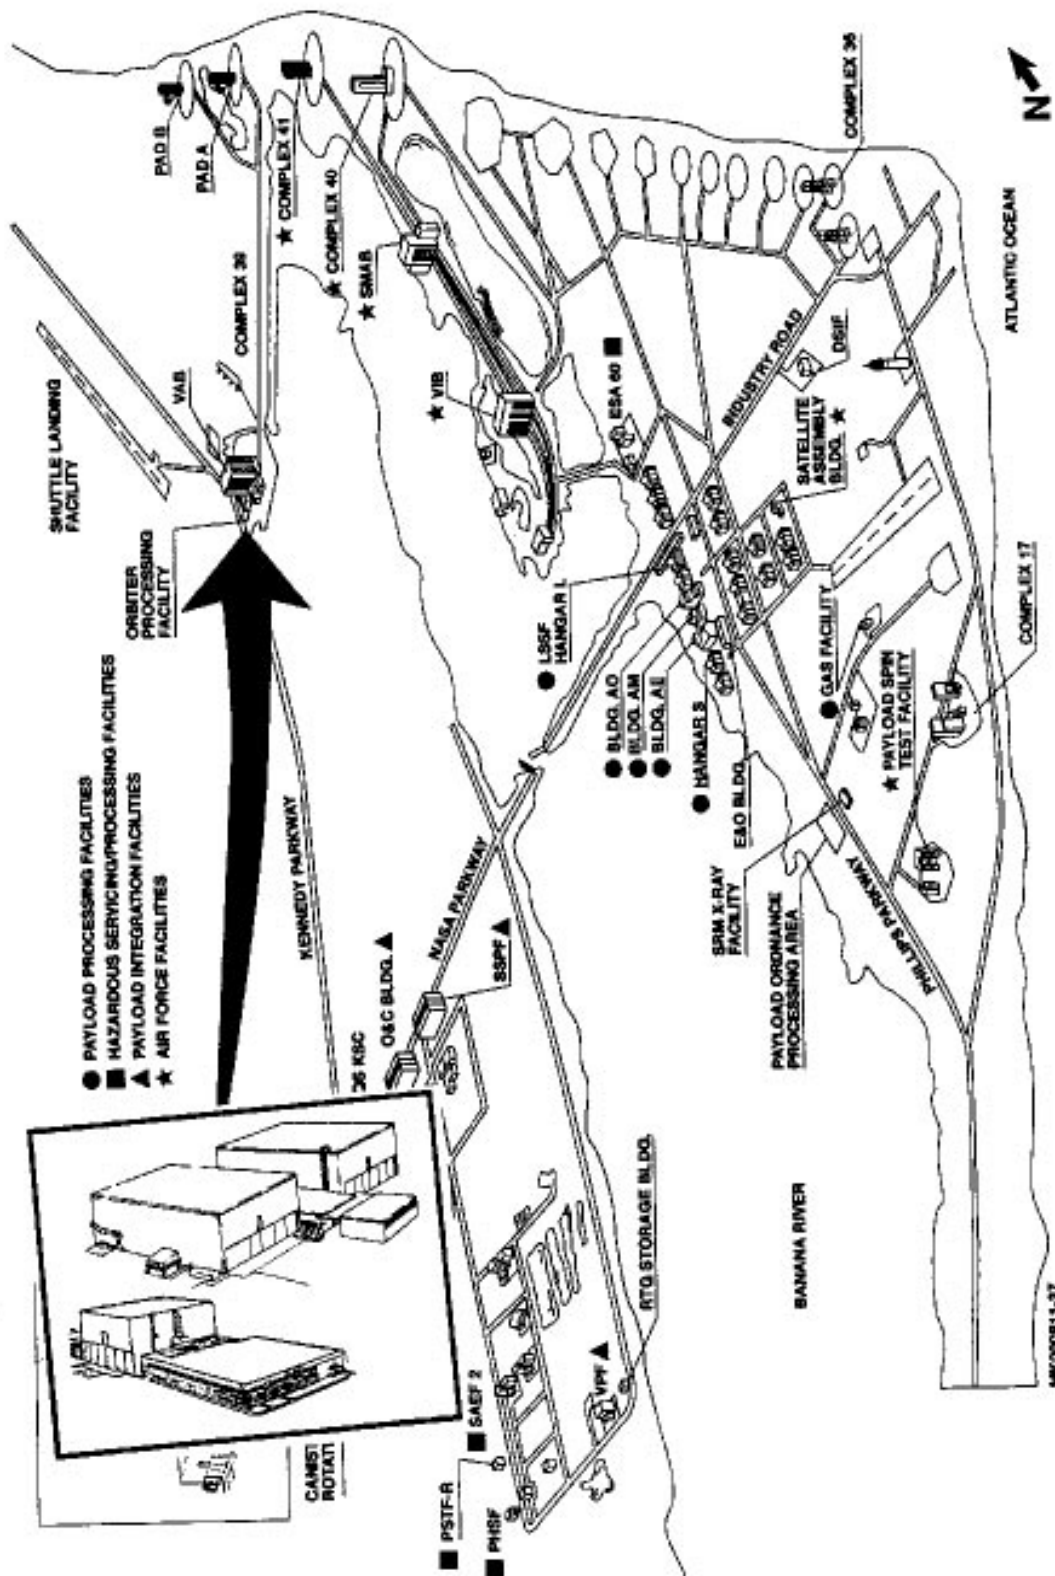 ● PAYLOAD PROCESSING FACILITIES
■ HAZARDOUS SERVICING/PROCESSING FACILITIES
▲ PAYLOAD INTEGRATION FACILITIES
★ AIR FORCE FACILITIES
SHUTTLE LANDING
FACILITY
VAB
ORBITER
PROCESSING
FACILITY
PAD B
PAD A
COMPLEX 39
★ COMPLEX 41
★ COMPLEX 40
★ SMAB
★ VIB
ESA 60 ■
KENNEDY PARKWAY
NASA PARKWAY
KSC
O&C BLDG. ▲
SSPF ▲
● LSSF
HANGAR L
● BLDG. AO
● BLDG. AM
● BLDG. AE
● HANGAR S
E&O BLDG.
INDUSTRY ROAD
COMPLEX 36
N
DSIF
SATELLITE
ASSEMBLY
BLDG. ★
ATLANTIC OCEAN
● GAS FACILITY
★ PAYLOAD SPIN
TEST FACILITY
COMPLEX 17
SRM X-RAY
FACILITY
PAYLOAD ORDNANCE
PROCESSING AREA
PHILLIPS PARKWAY
CANIST
ROTATI
■ PSTF-R
■ SAEF 2
■ PHSF
VPF ▲
RTG STORAGE BLDG.
BANANA RIVER